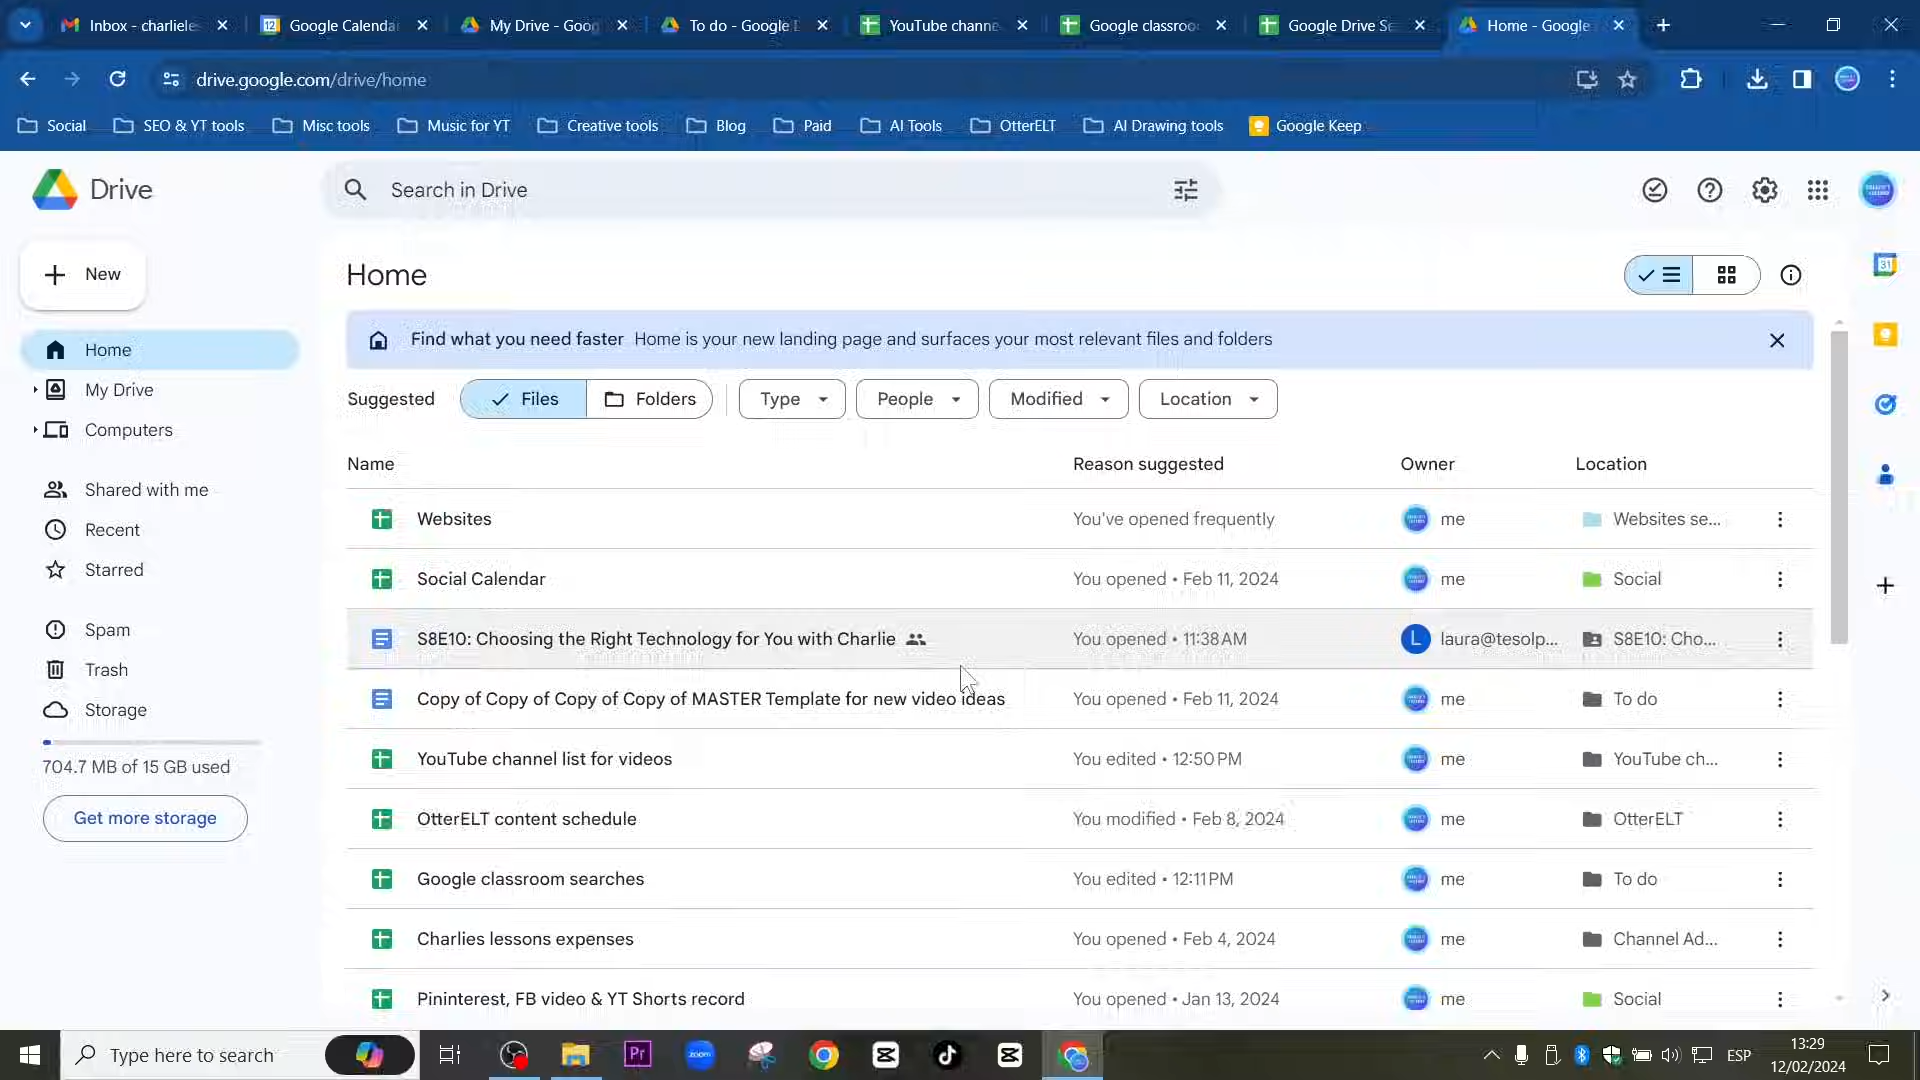 Inbox - charlieles
Google Calendar
My Drive - Goog
To do - Google D
YouTube channe
Google classroo
Google Drive Se
Home - Google
drive.google.com/drive/home
Social
SEO & YT tools
Misc tools
Music for YT
Creative tools
Blog
Paid
AI Tools
OtterELT
AI Drawing tools
Google Keep
Drive
Search in Drive
New
Home
Home
Find what you need faster Home is your new landing page and surfaces your most relevant files and folders
My Drive
Computers
Shared with me
Recent
Starred
Spam
Trash
Storage
704.7 MB of 15 GB used
Get more storage
Suggested Files Folders Type People Modified Location
Name Reason suggested Owner Location
Websites You've opened frequently me Websites se...
Social Calendar You opened • Feb 11, 2024 me Social
S8E10: Choosing the Right Technology for You with Charlie You opened • 11:38 AM L laura@tesolp... S8E10: Cho...
Copy of Copy of Copy of Copy of MASTER Template for new video ideas You opened • Feb 11, 2024 me To do
YouTube channel list for videos You edited • 12:50 PM me YouTube ch...
OtterELT content schedule You modified • Feb 8, 2024 me OtterELT
Google classroom searches You edited • 12:11 PM me To do
Charlies lessons expenses You opened • Feb 4, 2024 me Channel Ad...
Pininterest, FB video & YT Shorts record You opened • Jan 13, 2024 me Social
31
Type here to search
Pr
zoom
ESP
13:29
12/02/2024